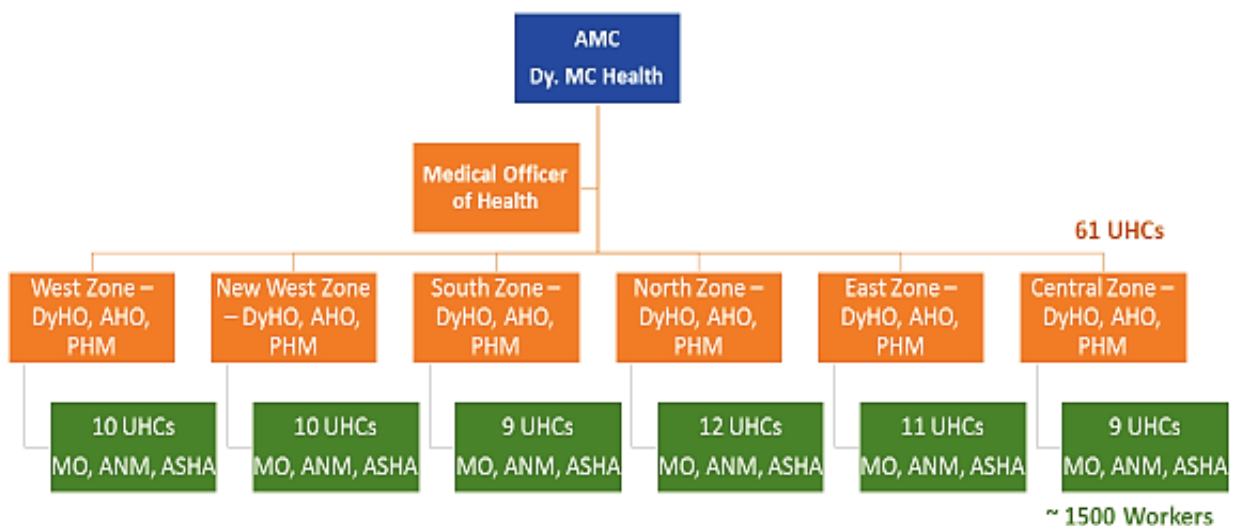 AMC
Dy. MC Health
Medical Officer
of Health
61 UHCs
West Zone –
DyHO, AHO,
PHM
New West Zone
– DyHO, AHO,
PHM
South Zone –
DyHO, AHO,
PHM
North Zone –
DyHO, AHO,
PHM
East Zone –
DyHO, AHO,
PHM
Central Zone –
DyHO, AHO,
PHM
10 UHCs
MO, ANM, ASHA
10 UHCs
MO, ANM, ASHA
9 UHCs
MO, ANM, ASHA
12 UHCs
MO, ANM, ASHA
11 UHCs
MO, ANM, ASHA
9 UHCs
MO, ANM, ASHA
~ 1500 Workers